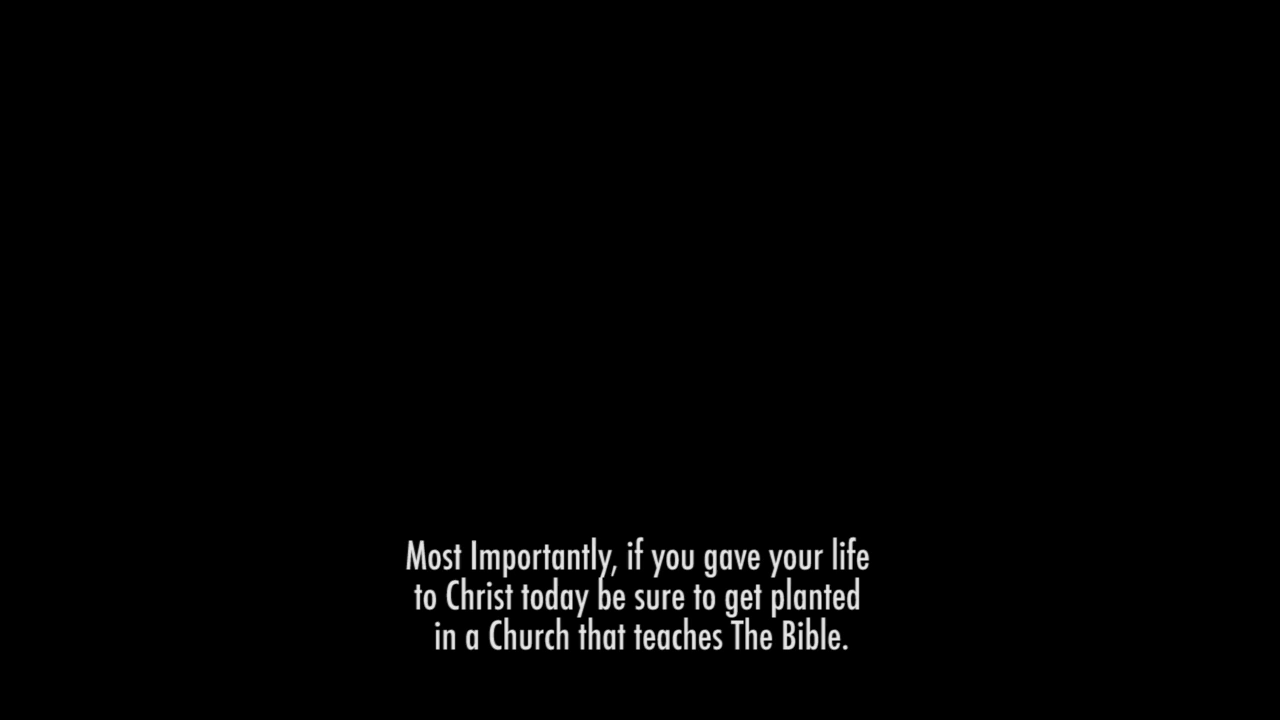 Most Importantly, if you gave your life
to Christ today be sure to get planted
in a Church that teaches The Bible.